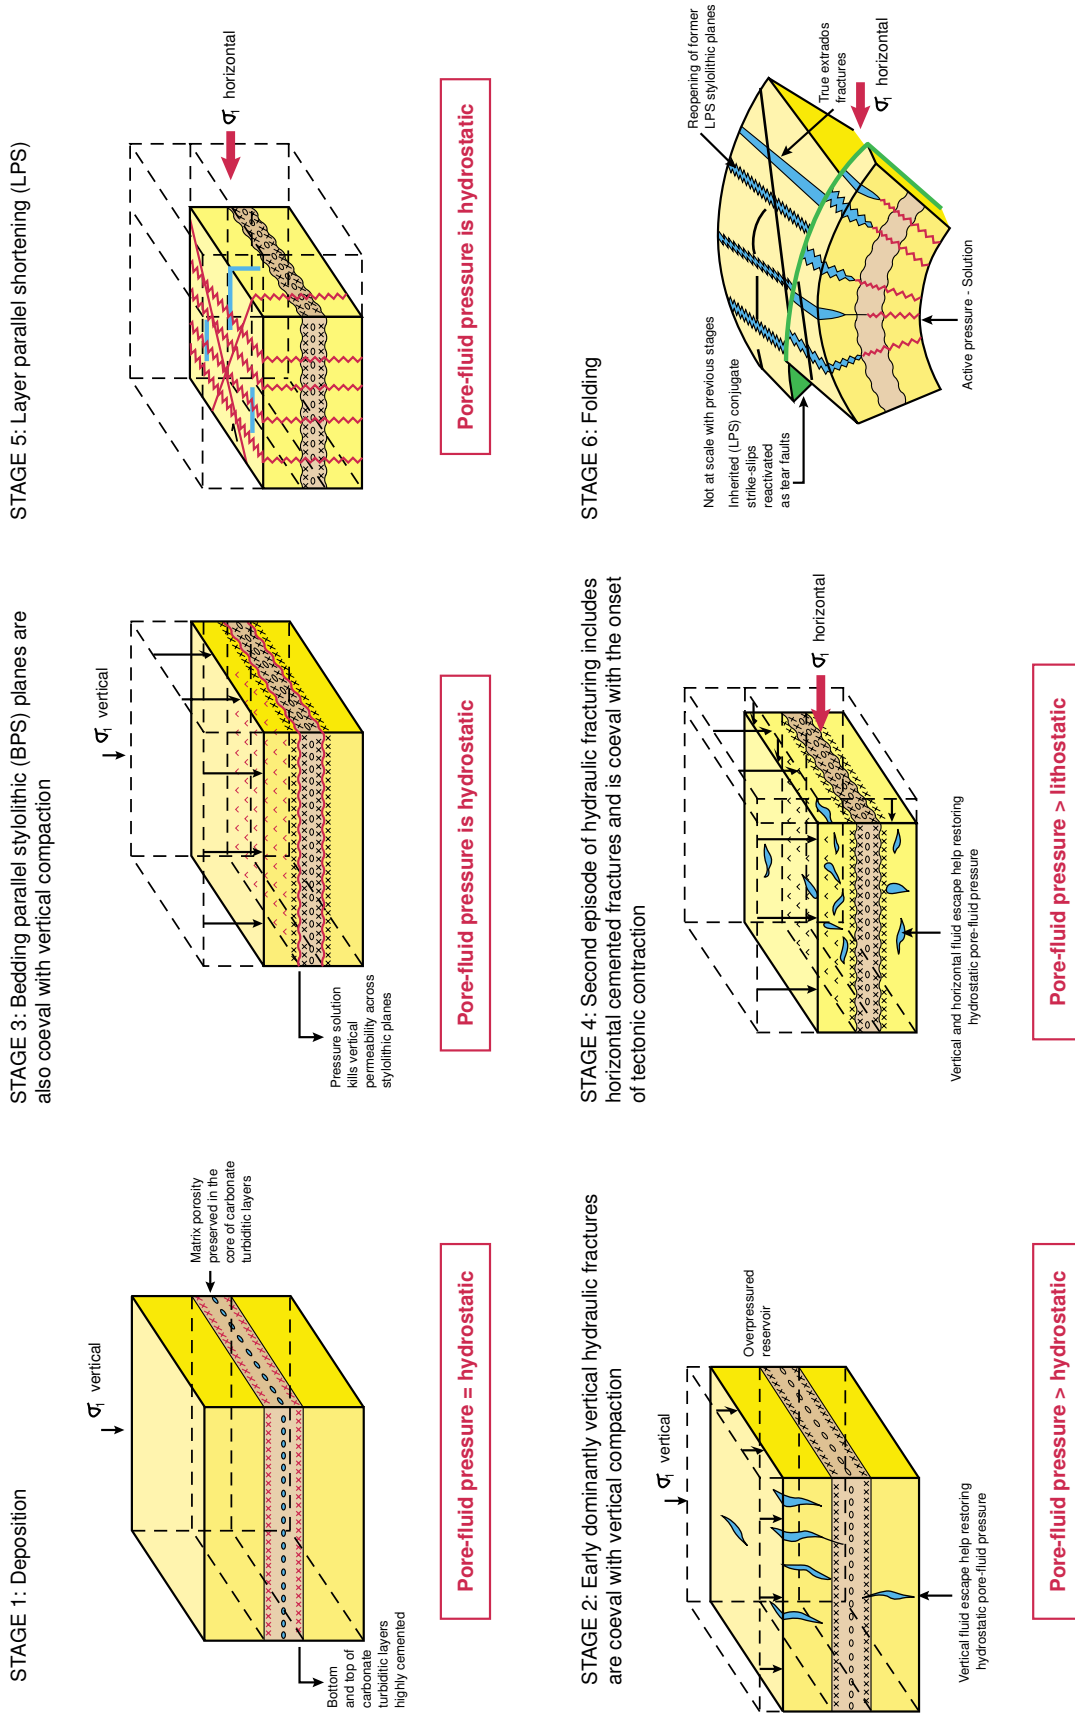 STAGE 1: Deposition
σ1 vertical
Matrix porosity
preserved in the
core of carbonate
turbiditic layers
Bottom
and top of
carbonate
turbiditic layers
highly cemented
Pore-fluid pressure = hydrostatic
STAGE 3: Bedding parallel stylolitic (BPS) planes are
also coeval with vertical compaction
σ1 vertical
Pressure solution
kills vertical
permeability across
stylolithic planes
Pore-fluid pressure is hydrostatic
STAGE 5: Layer parallel shortening (LPS)
σ1 horizontal
Pore-fluid pressure is hydrostatic
STAGE 2: Early dominantly vertical hydraulic fractures
are coeval with vertical compaction
σ1 vertical
Overpressured
reservoir
Vertical fluid escape help restoring
hydrostatic pore-fluid pressure
Pore-fluid pressure > hydrostatic
STAGE 4: Second episode of hydraulic fracturing includes
horizontal cemented fractures and is coeval with the onset
of tectonic contraction
σ1 horizontal
Vertical and horizontal fluid escape help restoring
hydrostatic pore-fluid pressure
Pore-fluid pressure > lithostatic
STAGE 6: Folding
Reopening of former
LPS stylolithic planes
True extrados
fractures
σ1 horizontal
Not at scale with previous stages
Inherited (LPS) conjugate
strike-slips
reactivated
as tear faults
Active pressure - Solution